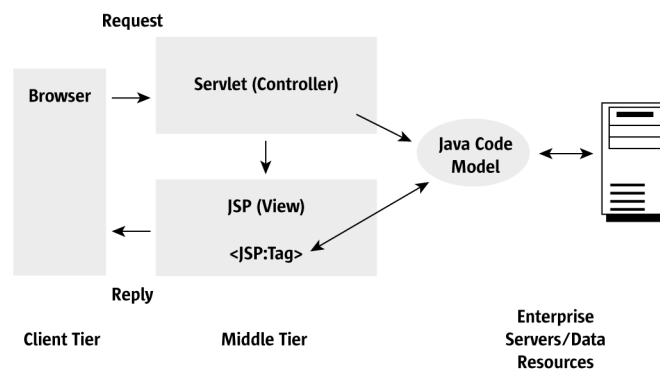 Request
Browser
Servlet (Controller)
Java Code
Model
JSP (View)
<JSP:Tag>
Reply
Client Tier
Middle Tier
Enterprise
Servers/Data
Resources